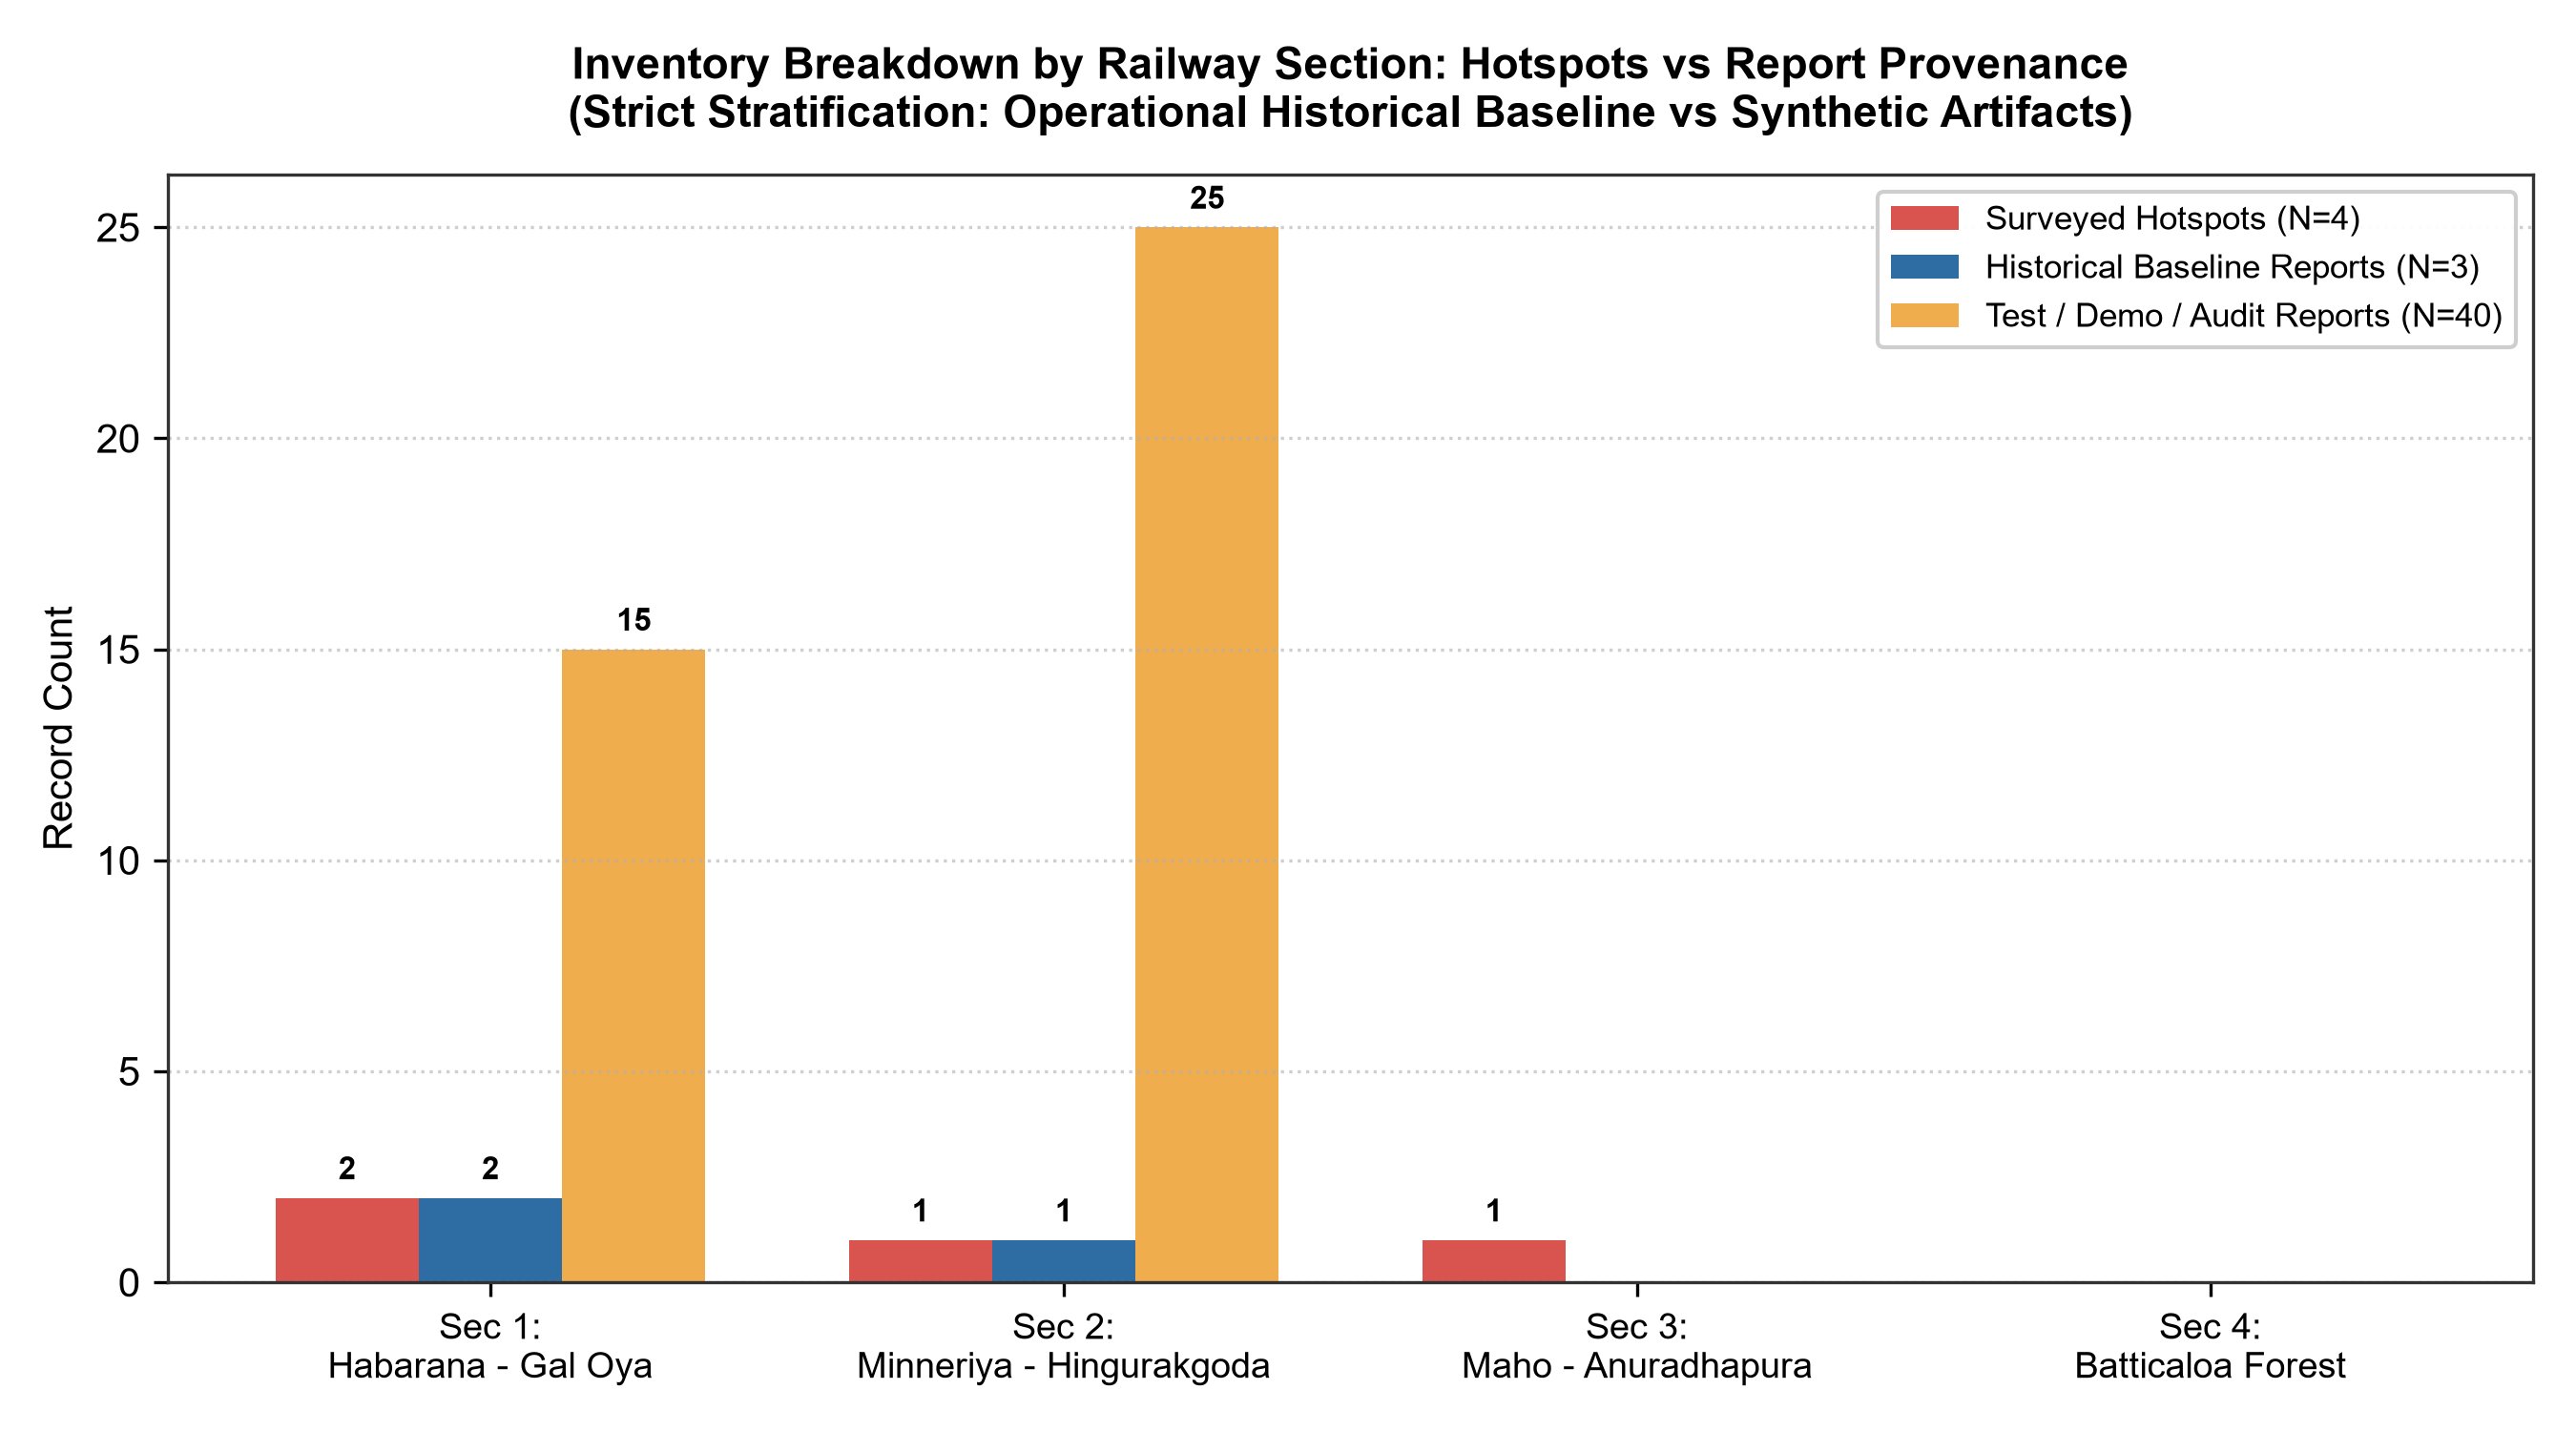 Inventory Breakdown by Railway Section: Hotspots vs Report Provenance
(Strict Stratification: Operational Historical Baseline vs Synthetic Artifacts)
Surveyed Hotspots (N=4)
Historical Baseline Reports (N=3)
Test / Demo / Audit Reports (N=40)
Record Count
25
20
15
10
5
0
2
2
15
1
1
25
1
Sec 1:
Habarana - Gal Oya
Sec 2:
Minneriya - Hingurakgoda
Sec 3:
Maho - Anuradhapura
Sec 4:
Batticaloa Forest